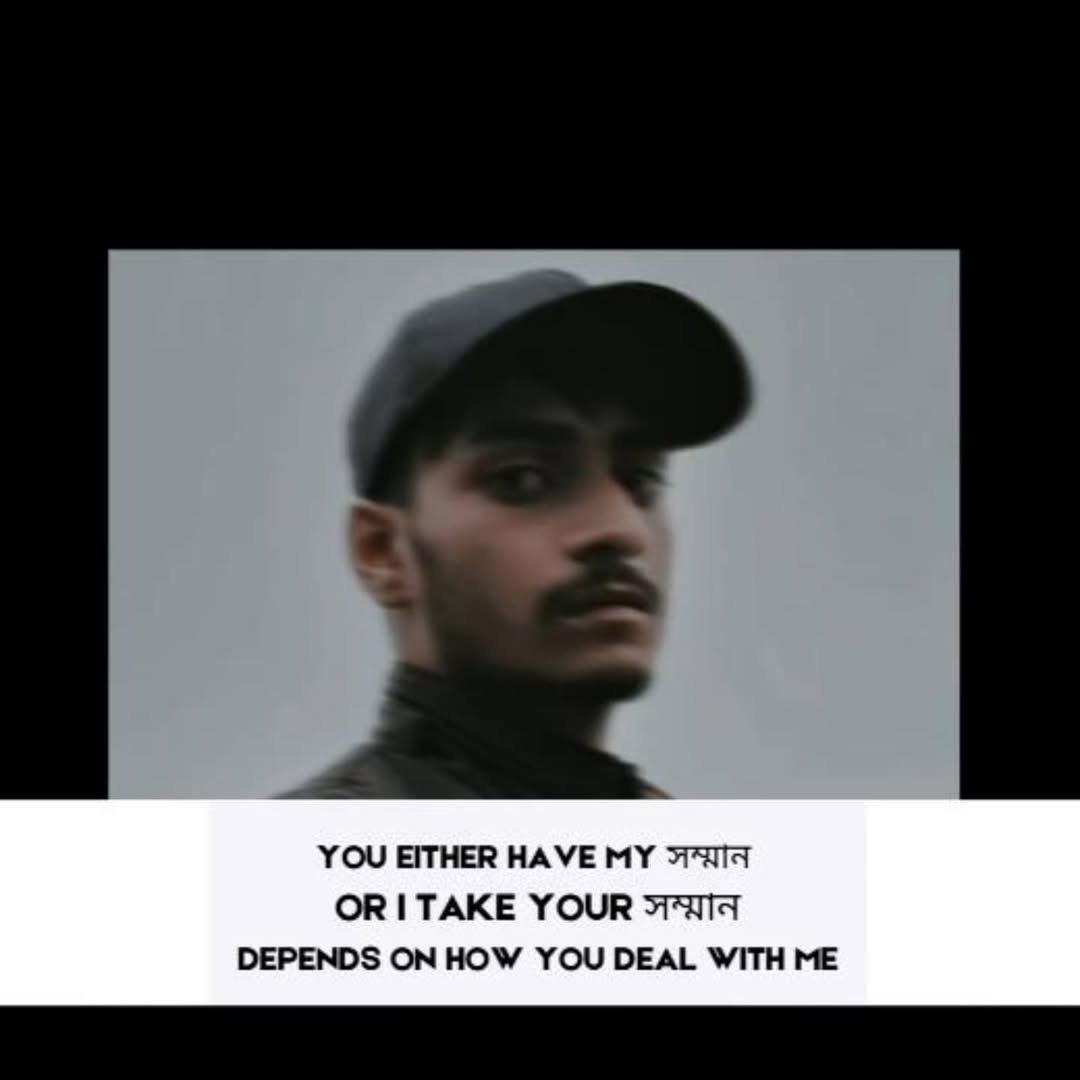 YOU EITHER HAVE MY সম্মান
OR I TAKE YOUR সম্মান
DEPENDS ON HOW YOU DEAL WITH ME